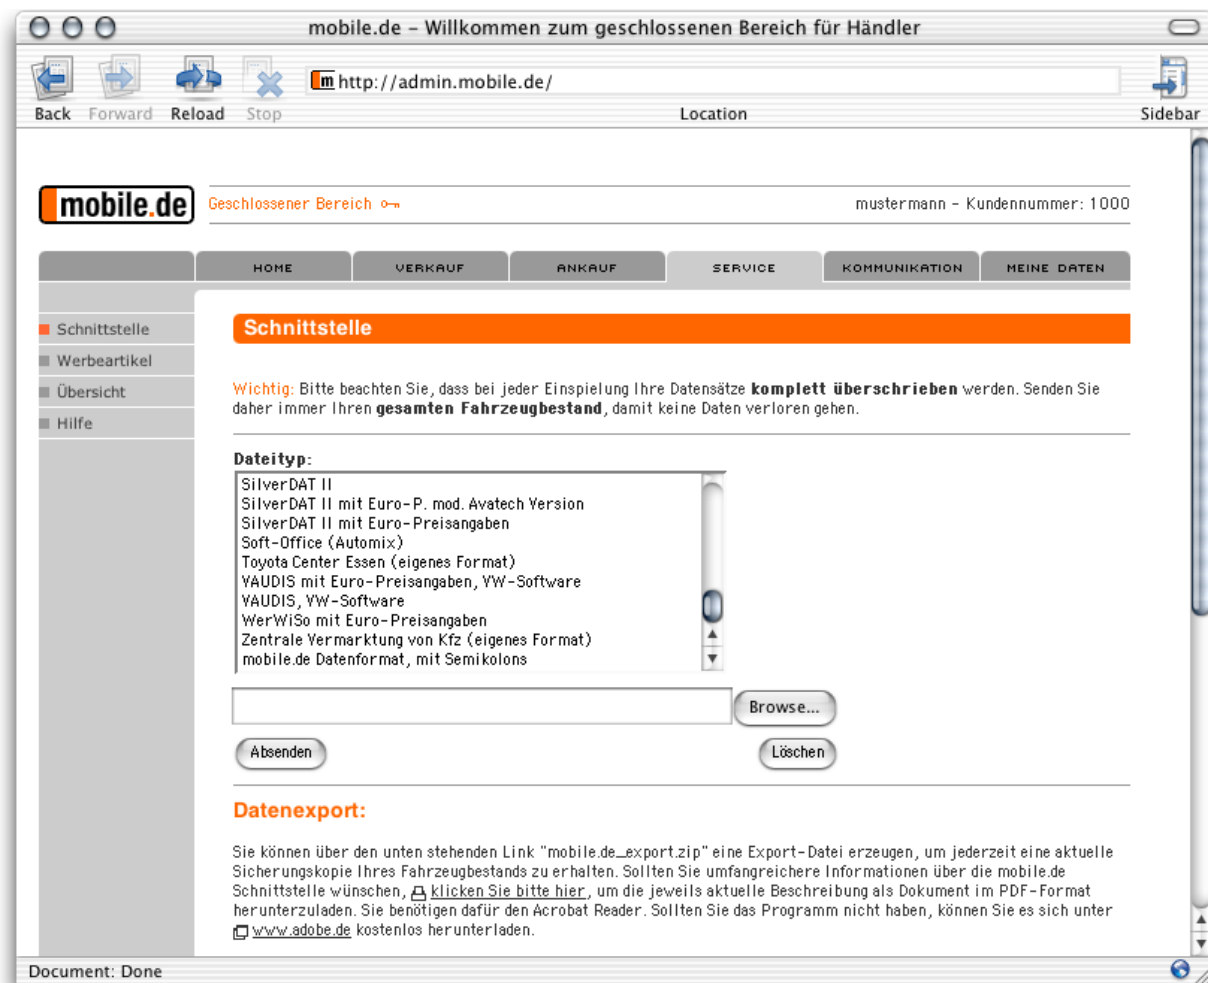 mobile.de – Willkommen zum geschlossenen Bereich für Händler
m http://admin.mobile.de/
Back Forward Reload Stop Location Sidebar
mobile.de Geschlossener Bereich mustermann - Kundennummer: 1000
HOME VERKAUF ANKAUF SERVICE KOMMUNIKATION MEINE DATEN
Schnittstelle
Werbeartikel
Übersicht
Hilfe
Schnittstelle
Wichtig: Bitte beachten Sie, dass bei jeder Einspielung Ihre Datensätze komplett überschrieben werden. Senden Sie
daher immer Ihren gesamten Fahrzeugbestand, damit keine Daten verloren gehen.
Dateityp:
SilverDAT II
SilverDAT II mit Euro-P. mod. Avatech Version
SilverDAT II mit Euro-Preisangaben
Soft-Office (Automix)
Toyota Center Essen (eigenes Format)
VAUDIS mit Euro-Preisangaben, VW-Software
VAUDIS, VW-Software
WerWiSo mit Euro-Preisangaben
Zentrale Vermarktung von Kfz (eigenes Format)
mobile.de Datenformat, mit Semikolons
Browse...
Absenden Löschen
Datenexport:
Sie können über den unten stehenden Link "mobile.de_export.zip" eine Export-Datei erzeugen, um jederzeit eine aktuelle
Sicherungskopie Ihres Fahrzeugbestands zu erhalten. Sollten Sie umfangreichere Informationen über die mobile.de
Schnittstelle wünschen, klicken Sie bitte hier, um die jeweils aktuelle Beschreibung als Dokument im PDF-Format
herunterzuladen. Sie benötigen dafür den Acrobat Reader. Sollten Sie das Programm nicht haben, können Sie es sich unter
www.adobe.de kostenlos herunterladen.
Document: Done